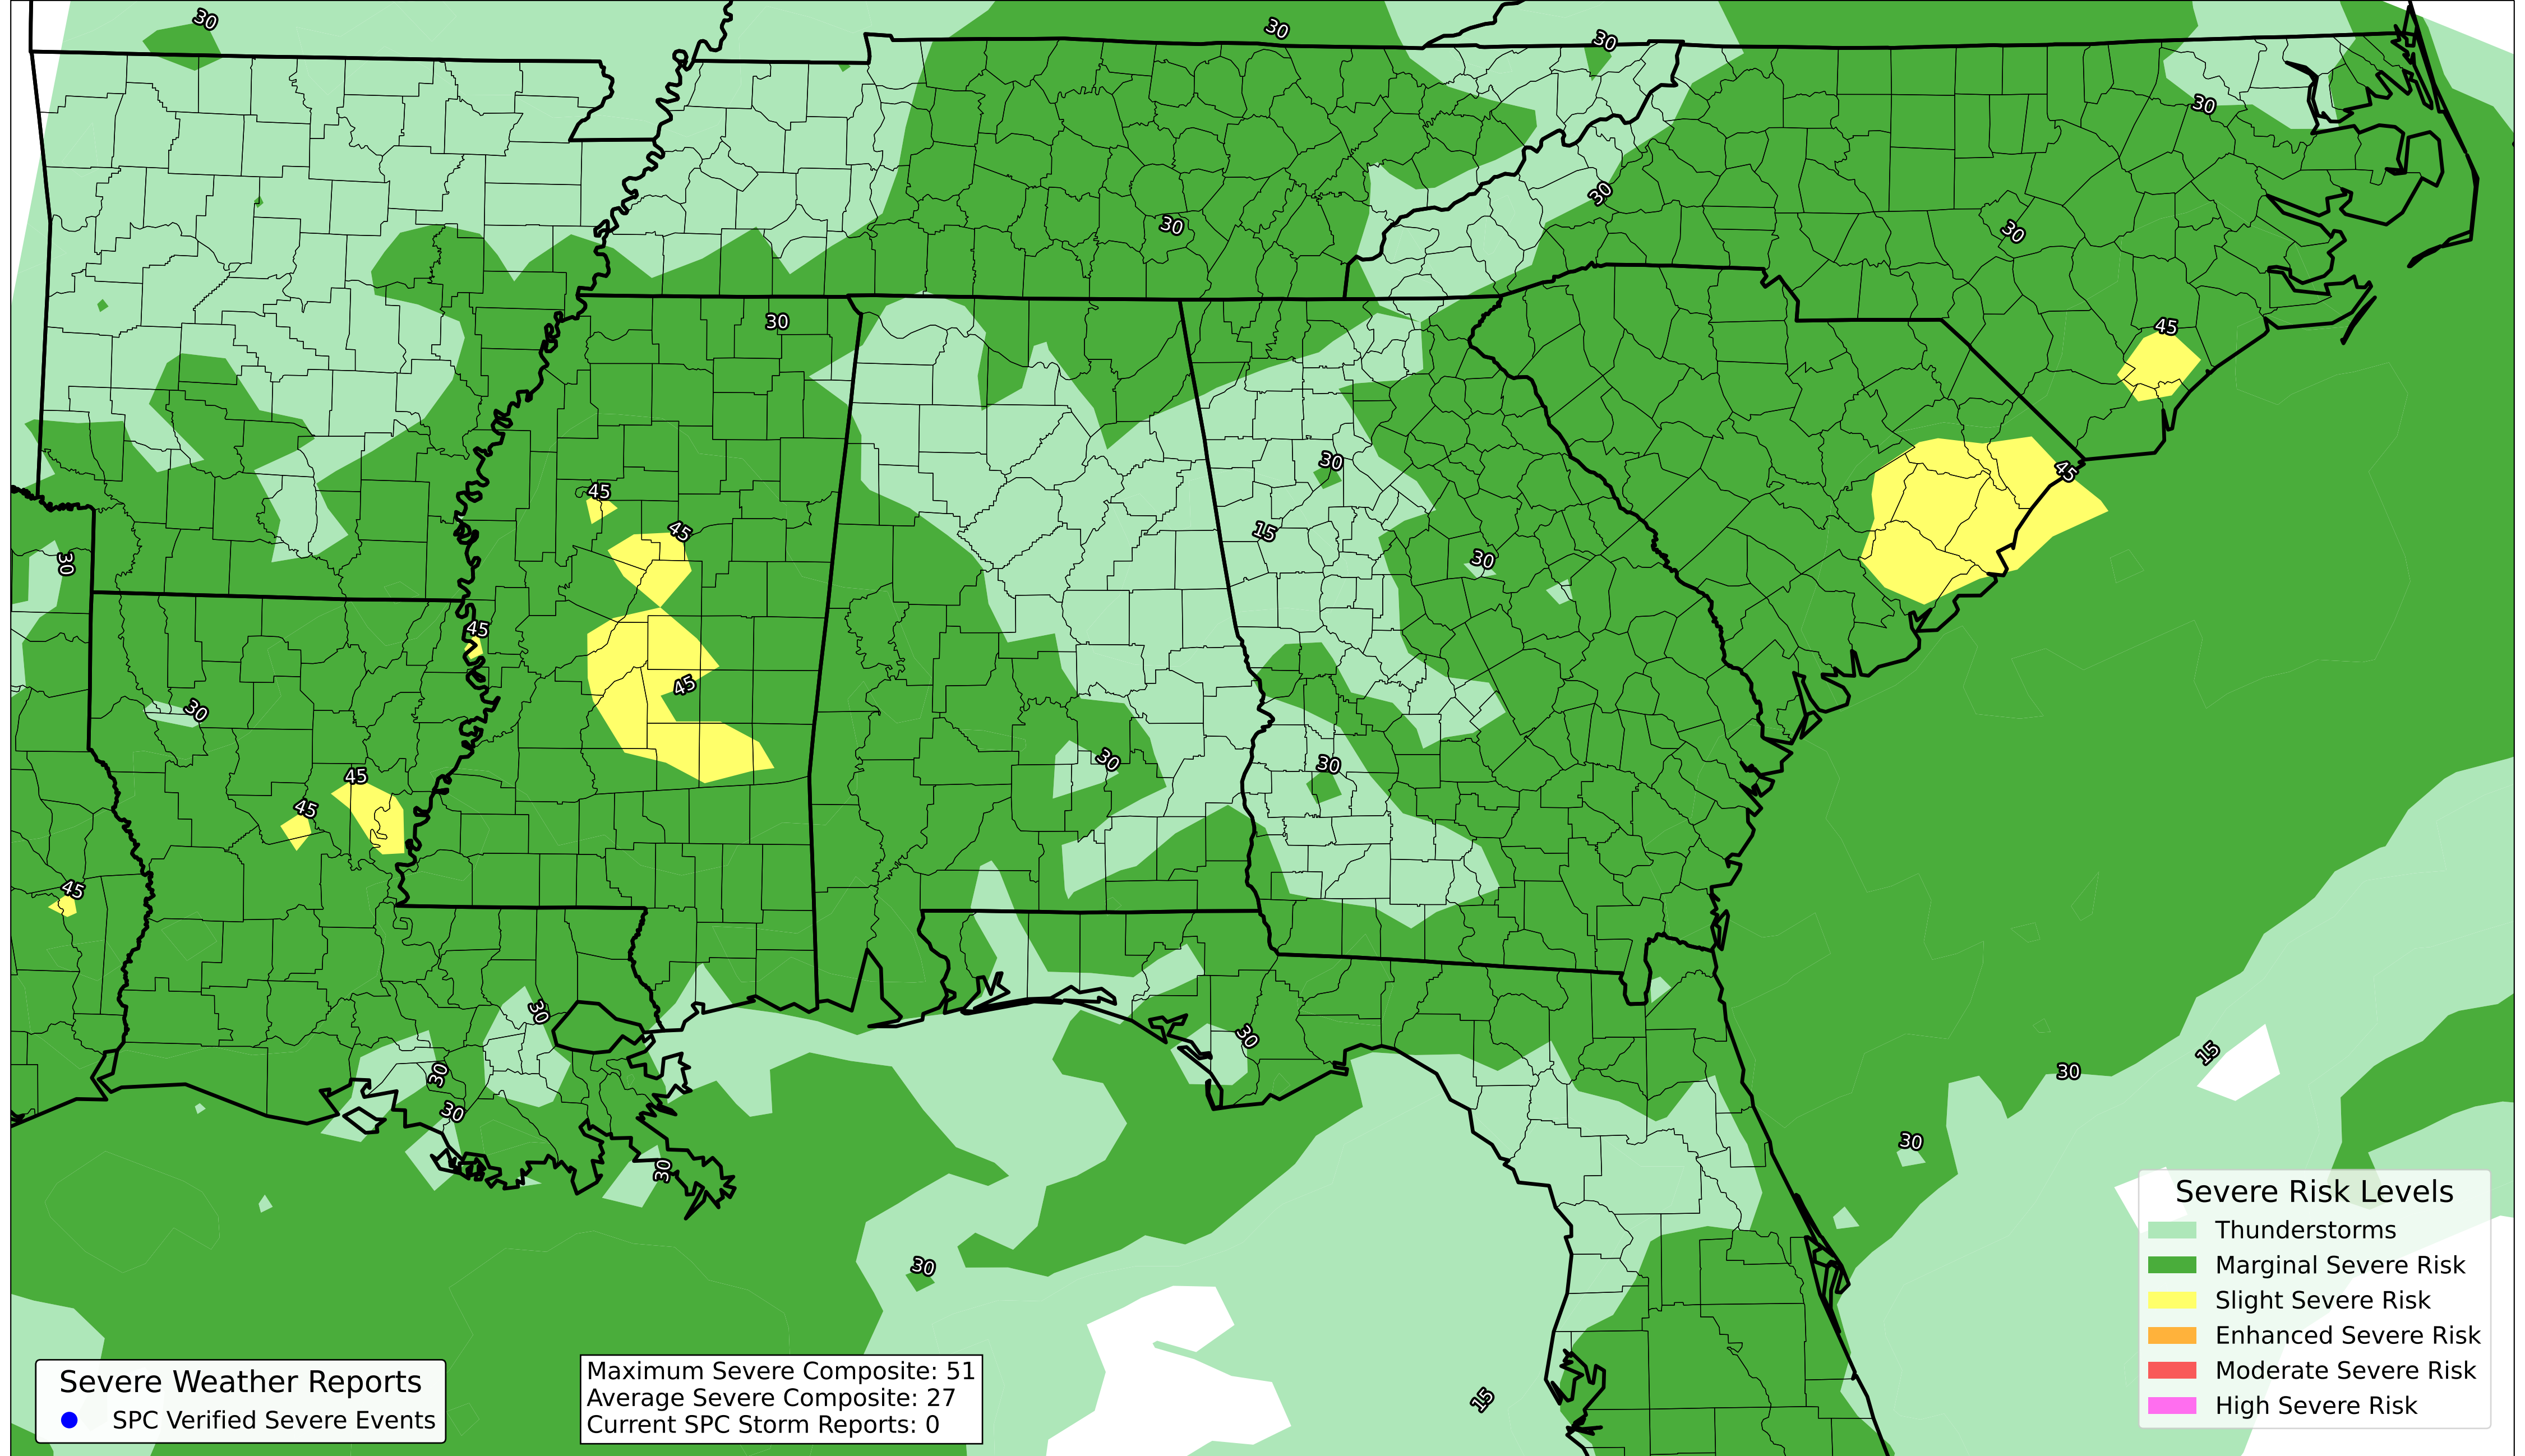 30
30
30
30
30
30
30
30
45
30
45
45
45
30
15
30
30
45
45
30
30
30
45
45
45
30
30
30
15
30
30
30
30
30
15
Severe Risk Levels
Thunderstorms
Marginal Severe Risk
Slight Severe Risk
Enhanced Severe Risk
Moderate Severe Risk
High Severe Risk
Severe Weather Reports
SPC Verified Severe Events
Maximum Severe Composite: 51
Average Severe Composite: 27
Current SPC Storm Reports: 0